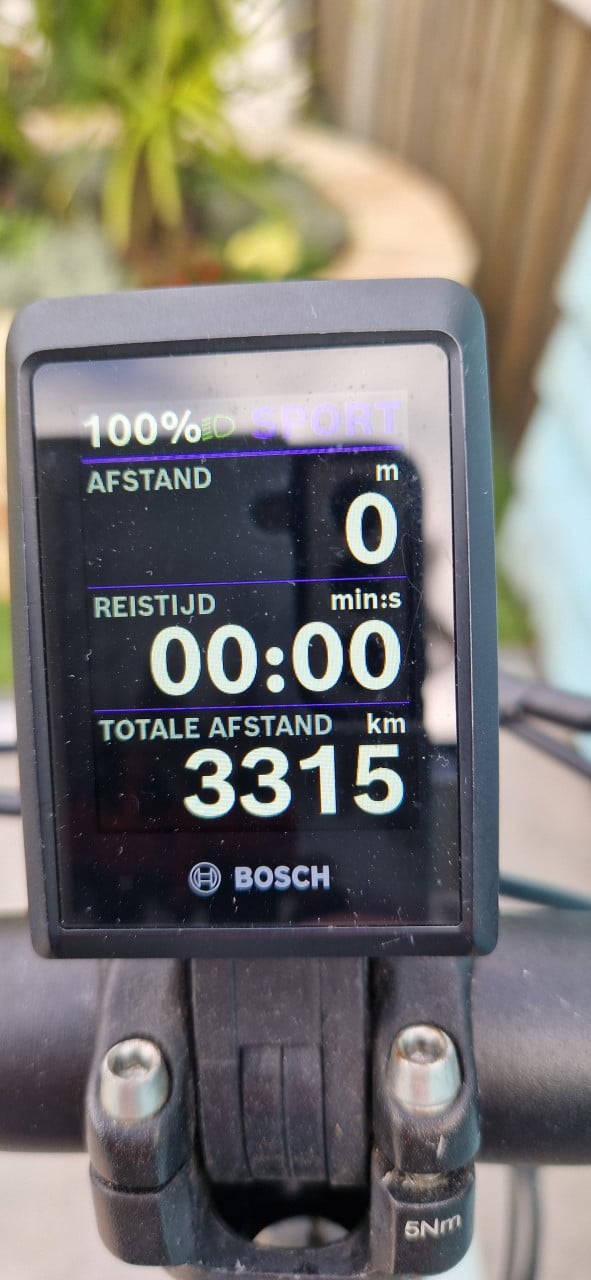 100% SPORT
AFSTAND m
0
REISTIJD min:s
00:00
TOTALE AFSTAND km
3315
BOSCH
5Nm